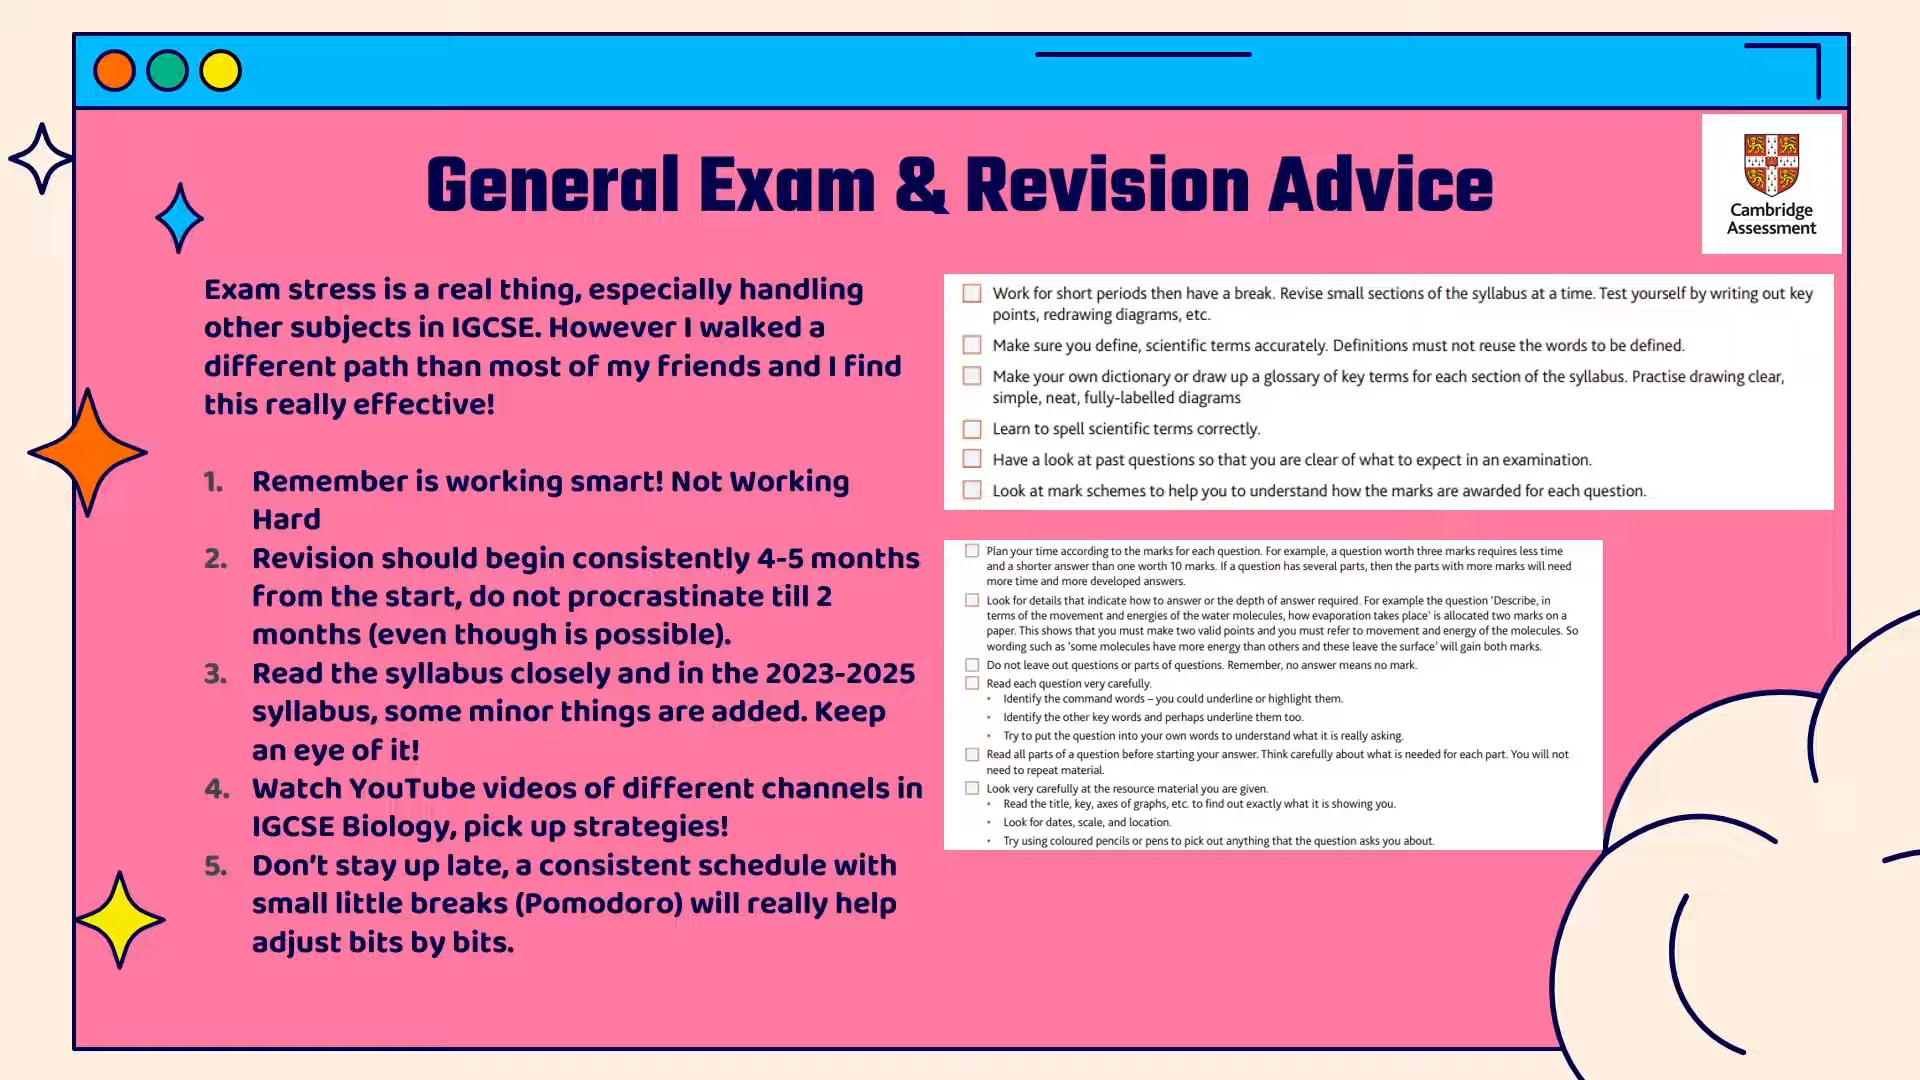 General Exam & Revision Advice
Cambridge
Assessment
Exam stress is a real thing, especially handling
other subjects in IGCSE. However I walked a
different path than most of my friends and I find
this really effective!
1. Remember is working smart! Not Working
Hard
2. Revision should begin consistently 4-5 months
from the start, do not procrastinate till 2
months (even though is possible).
3. Read the syllabus closely and in the 2023-2025
syllabus, some minor things are added. Keep
an eye of it!
4. Watch YouTube videos of different channels in
IGCSE Biology, pick up strategies!
5. Don't stay up late, a consistent schedule with
small little breaks (Pomodoro) will really help
adjust bits by bits.
Work for short periods then have a break. Revise small sections of the syllabus at a time. Test yourself by writing out key
points, redrawing diagrams, etc.
Make sure you define, scientific terms accurately. Definitions must not reuse the words to be defined.
Make your own dictionary or draw up a glossary of key terms for each section of the syllabus. Practise drawing clear,
simple, neat, fully-labelled diagrams
Learn to spell scientific terms correctly.
Have a look at past questions so that you are clear of what to expect in an examination.
Look at mark schemes to help you to understand how the marks are awarded for each question.
Plan your time according to the marks for each question. For example, a question worth three marks requires less time
and a shorter answer than one worth 10 marks. If a question has several parts, then the parts with more marks will need
more time and more developed answers.
Look for details that indicate how to answer or the depth of answer required. For example the question 'Describe, in
terms of the movement and energies of the water molecules, how evaporation takes place' is allocated two marks on a
paper. This shows that you must make two valid points and you must refer to movement and energy of the molecules. So
wording such as 'some molecules have more energy than others and these leave the surface' will gain both marks.
Do not leave out questions or parts of questions. Remember, no answer means no mark.
Read each question very carefully.
• Identify the command words – you could underline or highlight them.
• Identify the other key words and perhaps underline them too.
• Try to put the question into your own words to understand what it is really asking.
Read all parts of a question before starting your answer. Think carefully about what is needed for each part. You will not
need to repeat material.
Look very carefully at the resource material you are given.
• Read the title, key, axes of graphs, etc. to find out exactly what it is showing you.
• Look for dates, scale, and location.
• Try using coloured pencils or pens to pick out anything that the question asks you about.